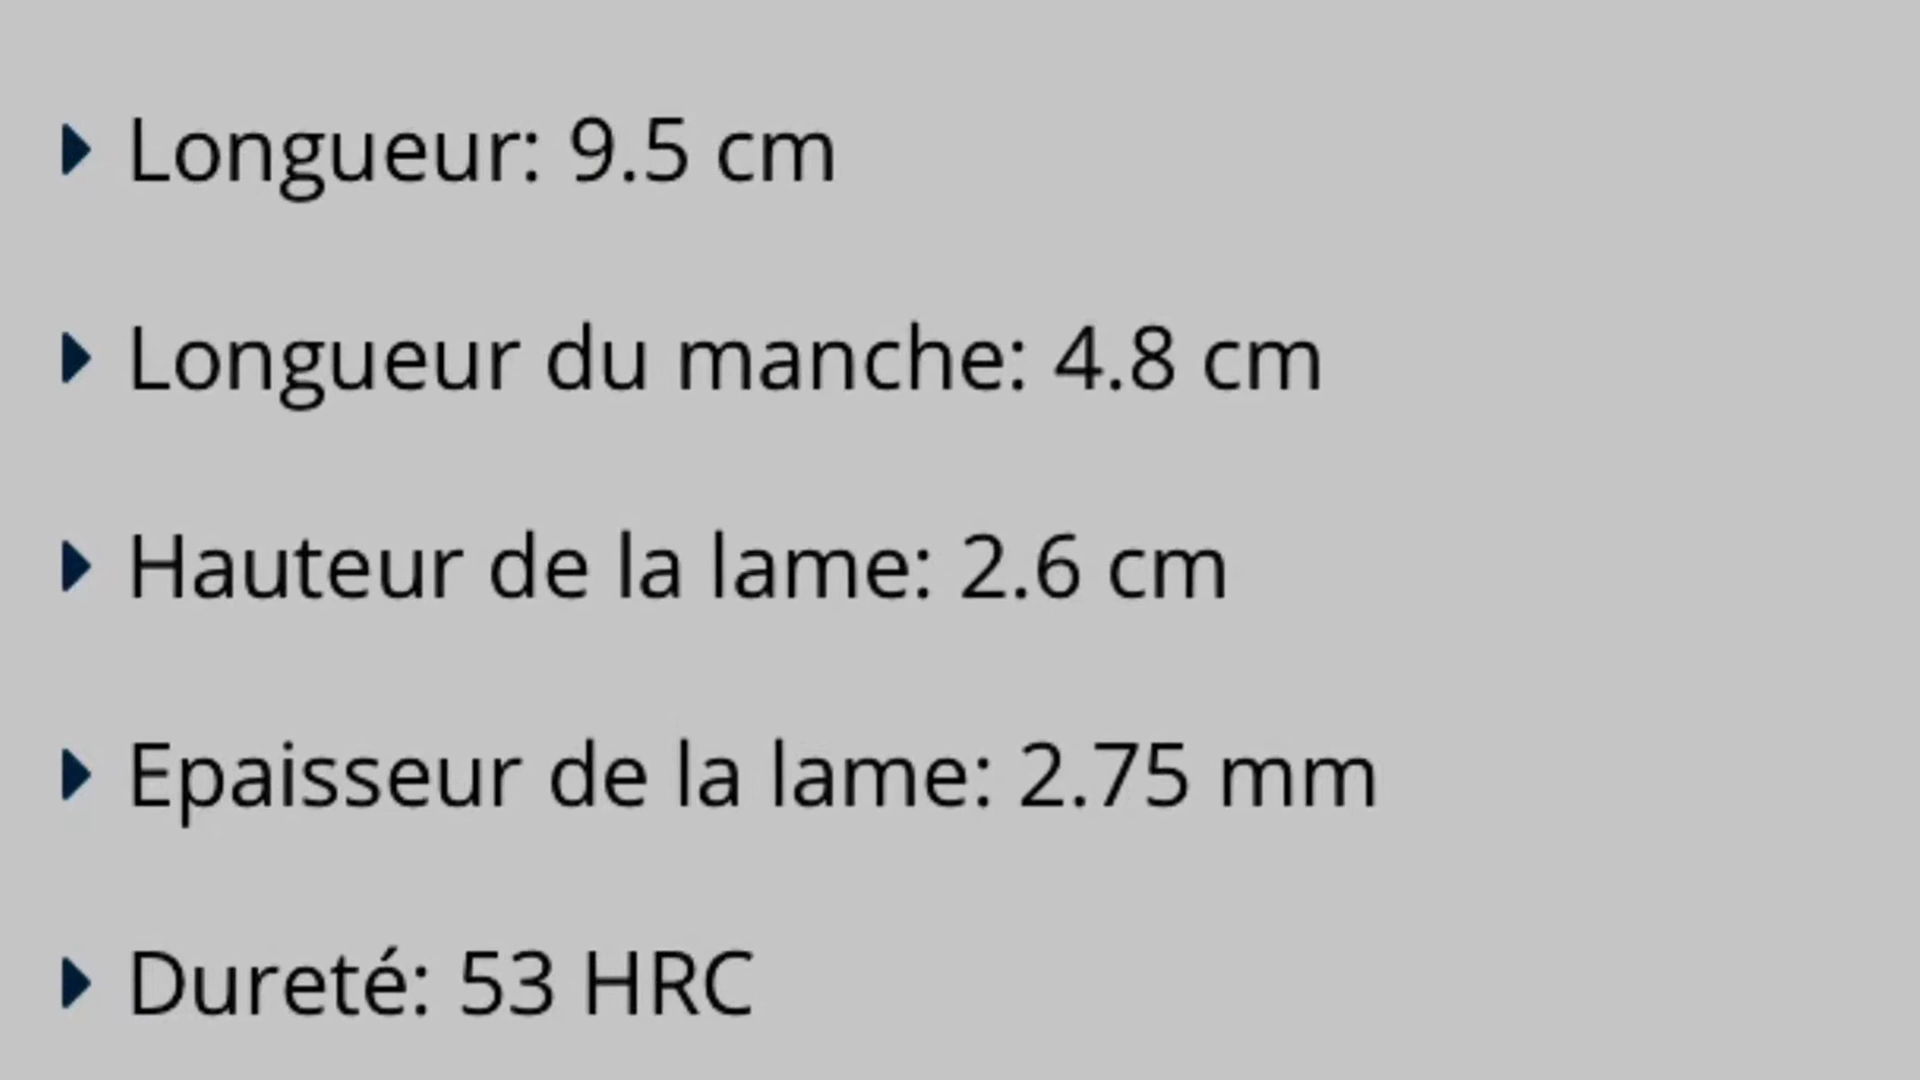 Longueur: 9.5 cm
Longueur du manche: 4.8 cm
Hauteur de la lame: 2.6 cm
Epaisseur de la lame: 2.75 mm
Dureté: 53 HRC